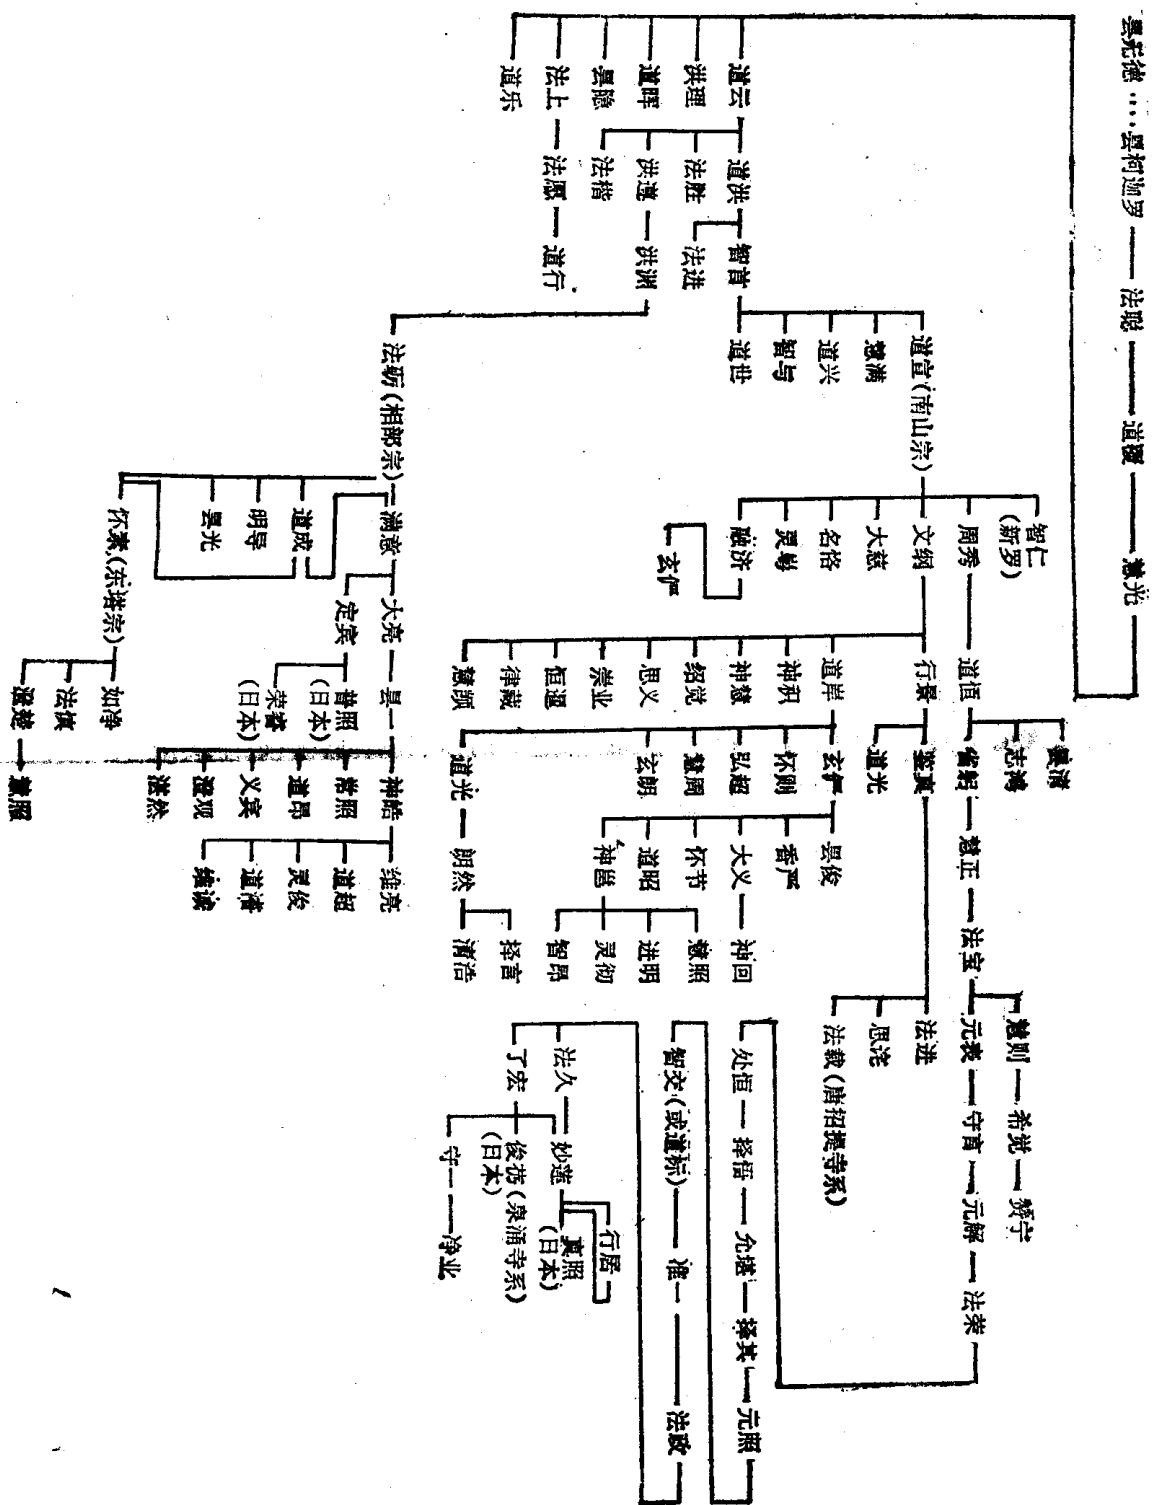 昙无德····昙柯迦罗——法聪——道覆——慧光
昙清
智仁(新罗) 志鸿 慧则—希觉—赞宁
周秀——道恒 省躬—慧正—法宝—元表—守言—元解—法荣
道宣(南山宗) 文纲 行景 鉴真 法进
慧满 大慈 道光 思讬
道兴 名恪 道岸 玄俨 昙俊 法载(唐招提寺系)
智与 灵崿 神积 怀则 香严
道云 道洪 智首 道世 融济 神慧 弘超 大义—神回 处恒—择悟—允堪—择其—元照
洪理 法胜 法进 玄俨 绍觉 慧周 怀节 慧照
道晖 洪遵—洪渊 思义 玄朗 道昭 进明 智交(或道标)——准一——法政
昙隐 法楷 崇业 神邕 灵彻 行居
法上—法愿—道行 智昂 法久—妙莲 真照(日本)
道乐 律藏 择言 了宏 俊芿(泉涌寺系)(日本)
道光—朗然 清浩 守一——净业
法砺(相部宗)—满意 大亮—昙一 神皓 维亮
定宾 普照(日本) 常照 道超
道成 荣睿(日本) 道昂 灵俊
明导 义宾
昙光 澄观 维诚
湛然
怀素(东塔宗) 如净
法慎
澄楚—慧照